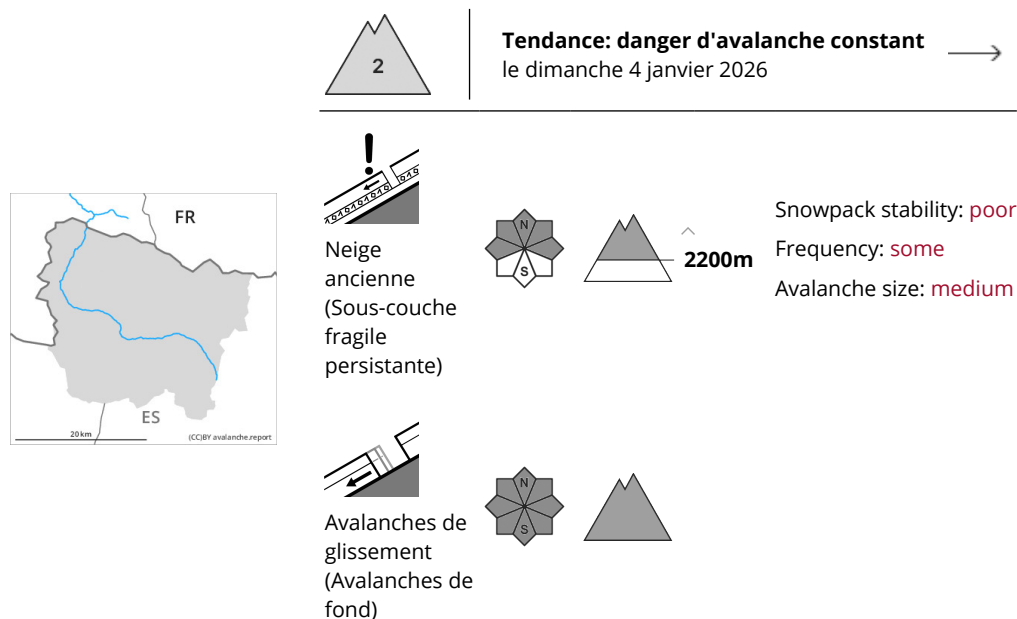 2
Tendance: danger d'avalanche constant
le dimanche 4 janvier 2026
FR
ES
20 km
(CC)BY avalanche.report
Neige
ancienne
(Sous-couche
fragile
persistante)
N
S
2200m
Snowpack stability: poor
Frequency: some
Avalanche size: medium
Avalanches de
glissement
(Avalanches de
fond)
N
S